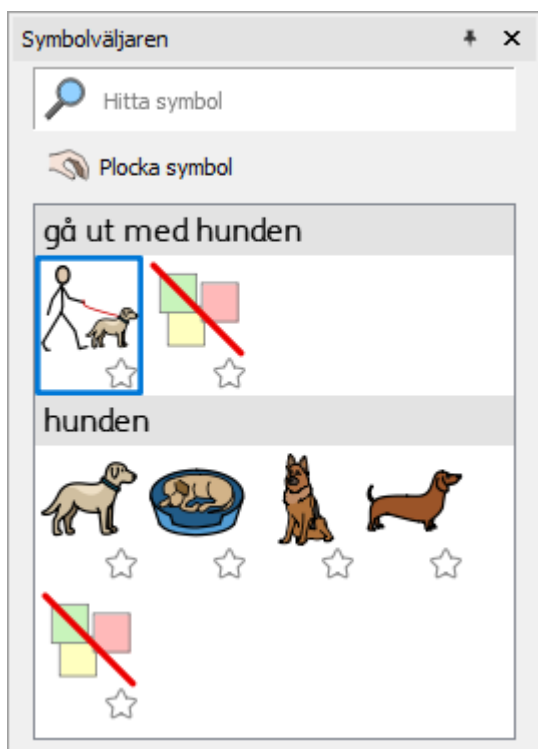 Symbolväljaren
Hitta symbol
Plocka symbol
gå ut med hunden
hunden